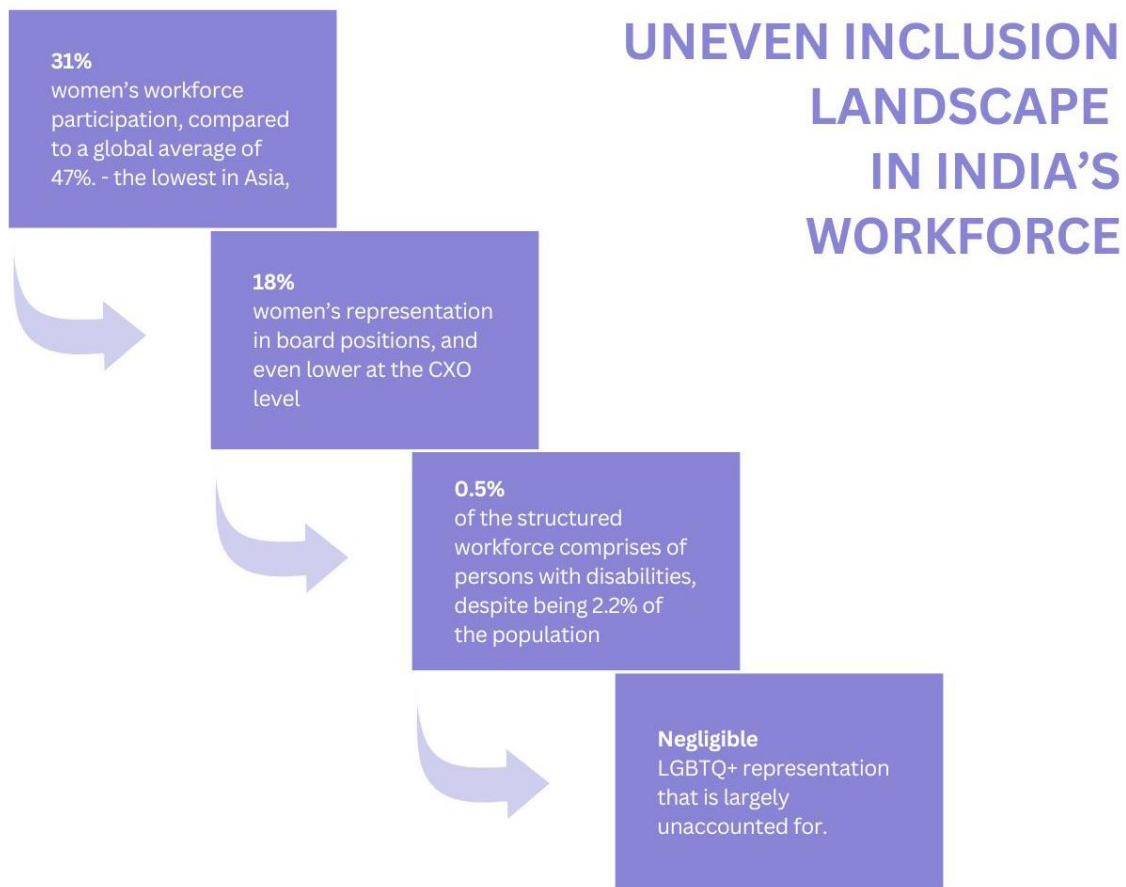 UNEVEN INCLUSION
LANDSCAPE
IN INDIA'S
WORKFORCE
31%
women's workforce
participation, compared
to a global average of
47%. - the lowest in Asia,
18%
women's representation
in board positions, and
even lower at the CXO
level
0.5%
of the structured
workforce comprises of
persons with disabilities,
despite being 2.2% of
the population
Negligible
LGBTQ+ representation
that is largely
unaccounted for.